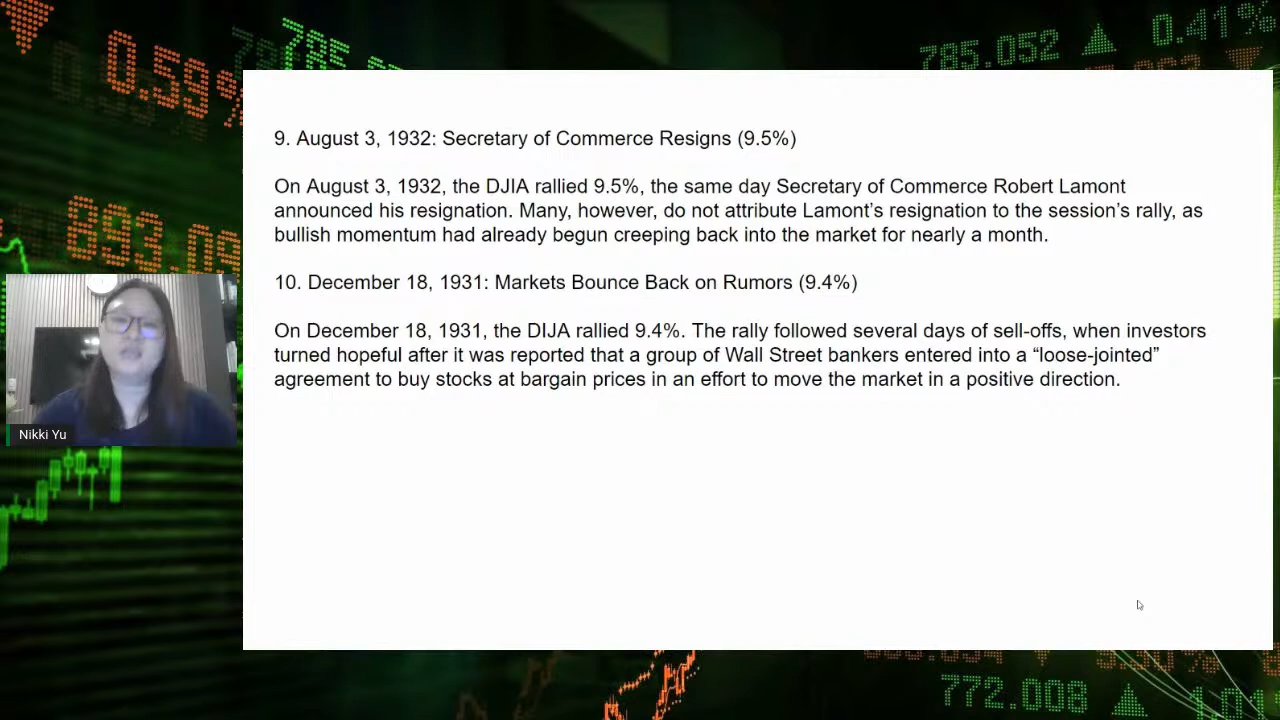 0.59%
785.052
0.41%
9. August 3, 1932: Secretary of Commerce Resigns (9.5%)
On August 3, 1932, the DJIA rallied 9.5%, the same day Secretary of Commerce Robert Lamont
announced his resignation. Many, however, do not attribute Lamont’s resignation to the session’s rally, as
bullish momentum had already begun creeping back into the market for nearly a month.
10. December 18, 1931: Markets Bounce Back on Rumors (9.4%)
On December 18, 1931, the DIJA rallied 9.4%. The rally followed several days of sell-offs, when investors
turned hopeful after it was reported that a group of Wall Street bankers entered into a “loose-jointed”
agreement to buy stocks at bargain prices in an effort to move the market in a positive direction.
Nikki Yu
772.008